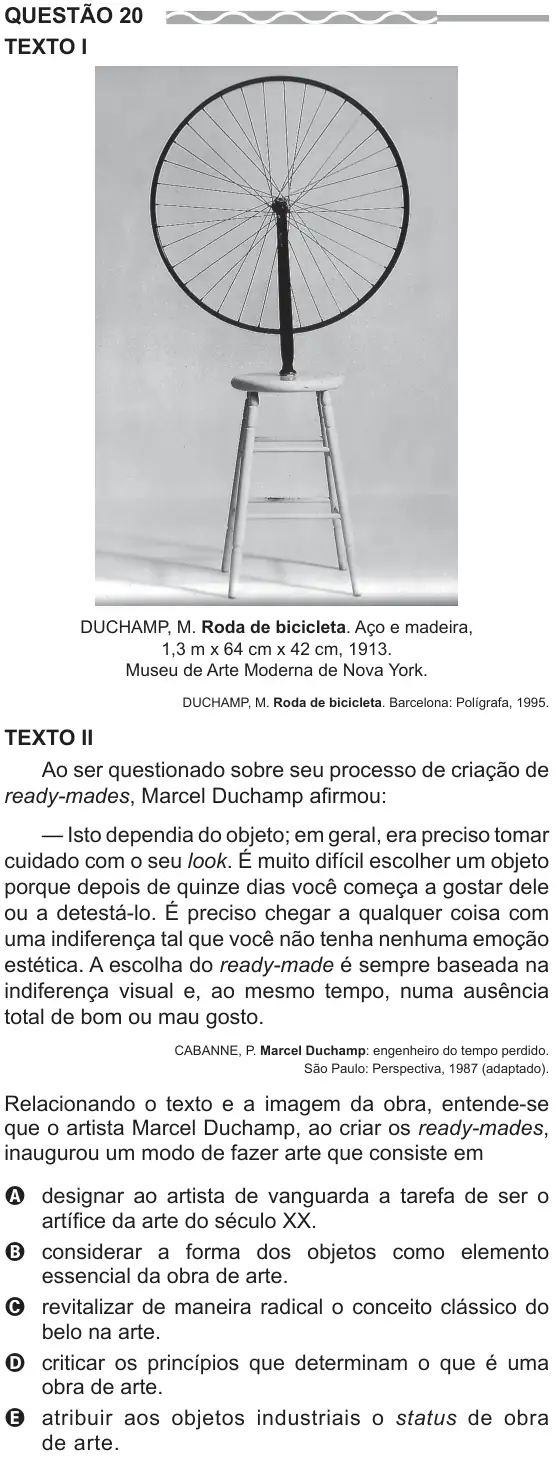 QUESTÃO 20
TEXTO I
DUCHAMP, M. Roda de bicicleta. Aço e madeira,
1,3 m x 64 cm x 42 cm, 1913.
Museu de Arte Moderna de Nova York.
DUCHAMP, M. Roda de bicicleta. Barcelona: Polígrafa, 1995.
TEXTO II
Ao ser questionado sobre seu processo de criação de
ready-mades, Marcel Duchamp afirmou:
— Isto dependia do objeto; em geral, era preciso tomar
cuidado com o seu look. É muito difícil escolher um objeto
porque depois de quinze dias você começa a gostar dele
ou a detestá-lo. É preciso chegar a qualquer coisa com
uma indiferença tal que você não tenha nenhuma emoção
estética. A escolha do ready-made é sempre baseada na
indiferença visual e, ao mesmo tempo, numa ausência
total de bom ou mau gosto.
CABANNE, P. Marcel Duchamp: engenheiro do tempo perdido.
São Paulo: Perspectiva, 1987 (adaptado).
Relacionando o texto e a imagem da obra, entende-se
que o artista Marcel Duchamp, ao criar os ready-mades,
inaugurou um modo de fazer arte que consiste em
A designar ao artista de vanguarda a tarefa de ser o
artífice da arte do século XX.
B considerar a forma dos objetos como elemento
essencial da obra de arte.
C revitalizar de maneira radical o conceito clássico do
belo na arte.
D criticar os princípios que determinam o que é uma
obra de arte.
E atribuir aos objetos industriais o status de obra
de arte.